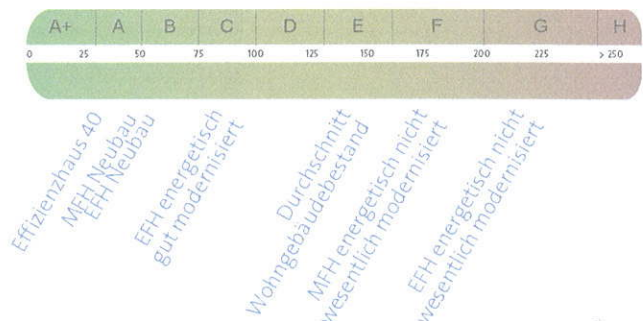 A+ A B C D E F G H
0 25 50 75 100 125 150 175 200 225 > 250
Effizienzhaus 40
MFH Neubau
EFH Neubau
EFH energetisch
gut modernisiert
Durchschnitt
Wohngebäudebestand
MFH energetisch nicht
wesentlich modernisiert
EFH energetisch nicht
wesentlich modernisiert